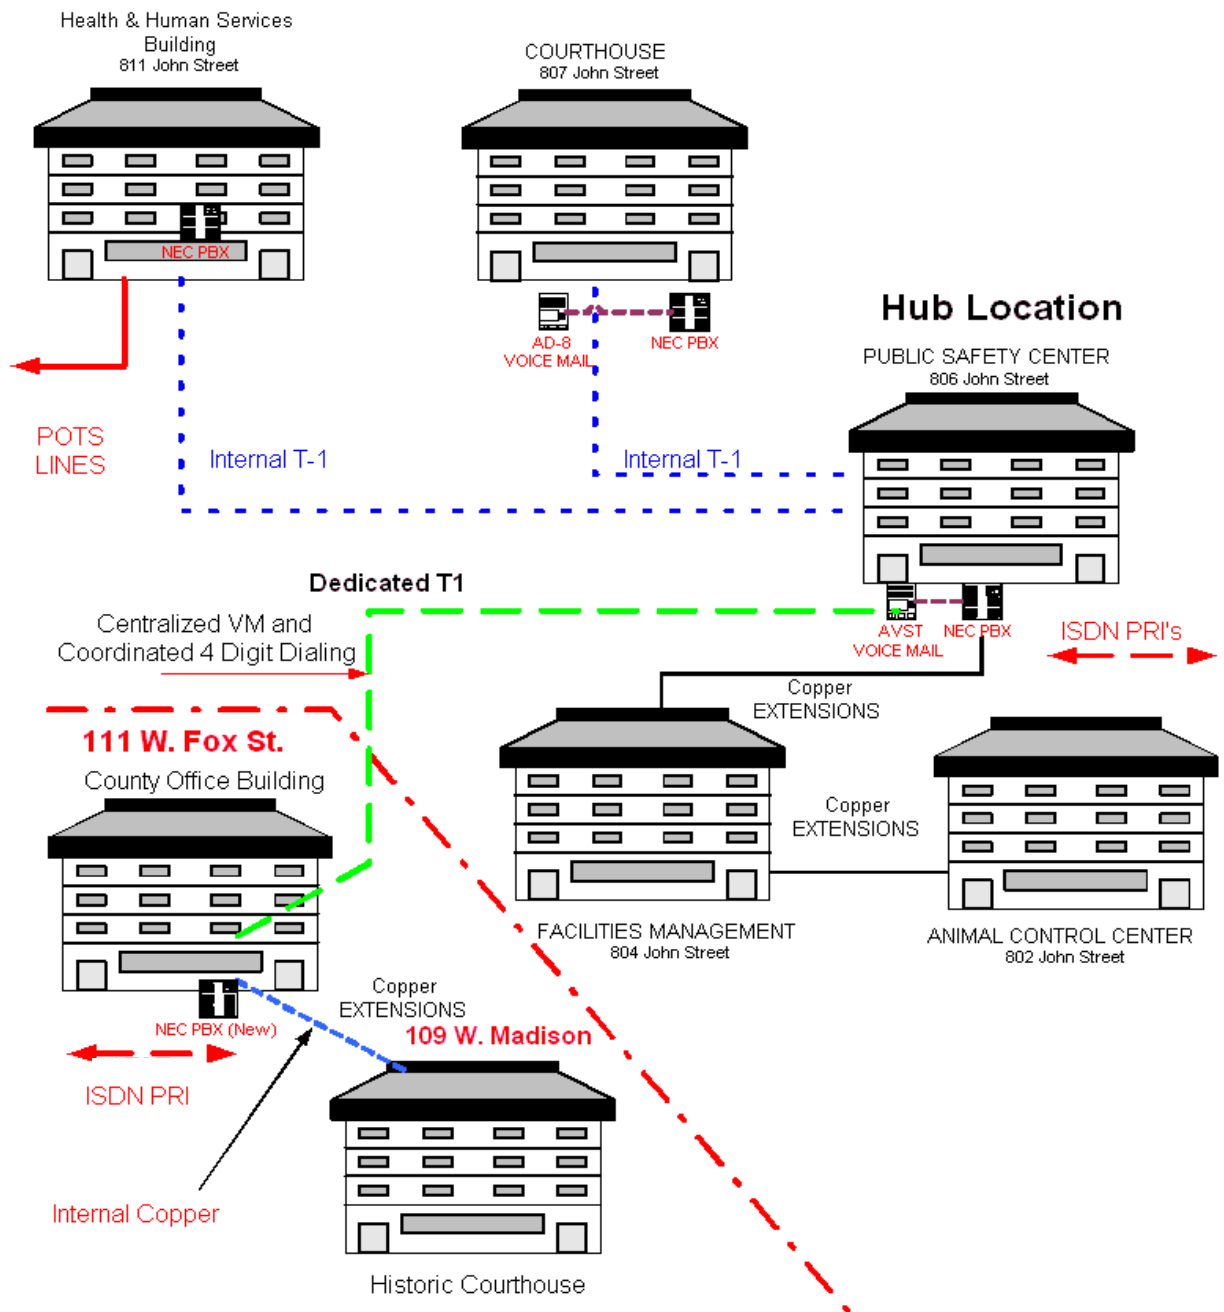 Health & Human Services
Building
811 John Street
COURTHOUSE
807 John Street
NEC PBX
AD-8
VOICE MAIL
NEC PBX
Hub Location
PUBLIC SAFETY CENTER
806 John Street
POTS
LINES
Internal T-1
Internal T-1
Dedicated T1
Centralized VM and
Coordinated 4 Digit Dialing
AVST
VOICE MAIL
NEC PBX
ISDN PRI's
Copper
EXTENSIONS
111 W. Fox St.
County Office Building
Copper
EXTENSIONS
FACILITIES MANAGEMENT
804 John Street
ANIMAL CONTROL CENTER
802 John Street
NEC PBX (New)
Copper
EXTENSIONS
109 W. Madison
ISDN PRI
Internal Copper
Historic Courthouse